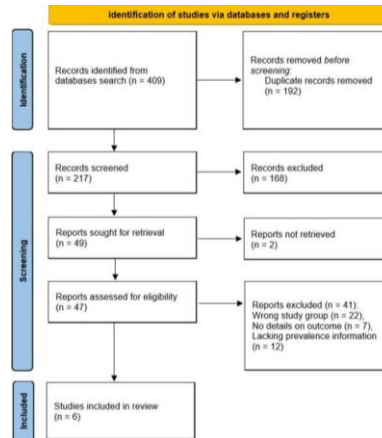 Identification of studies via databases and registers
Identification
Records identified from
databases search (n = 409)
Records removed before
screening:
Duplicate records removed
(n = 192)
Screening
Records screened
(n = 217)
Records excluded
(n = 168)
Reports sought for retrieval
(n = 49)
Reports not retrieved
(n = 2)
Reports assessed for eligibility
(n = 47)
Reports excluded (n = 41):
Wrong study group (n = 22),
No details on outcome (n = 7),
Lacking prevalence information
(n = 12)
Included
Studies included in review
(n = 6)